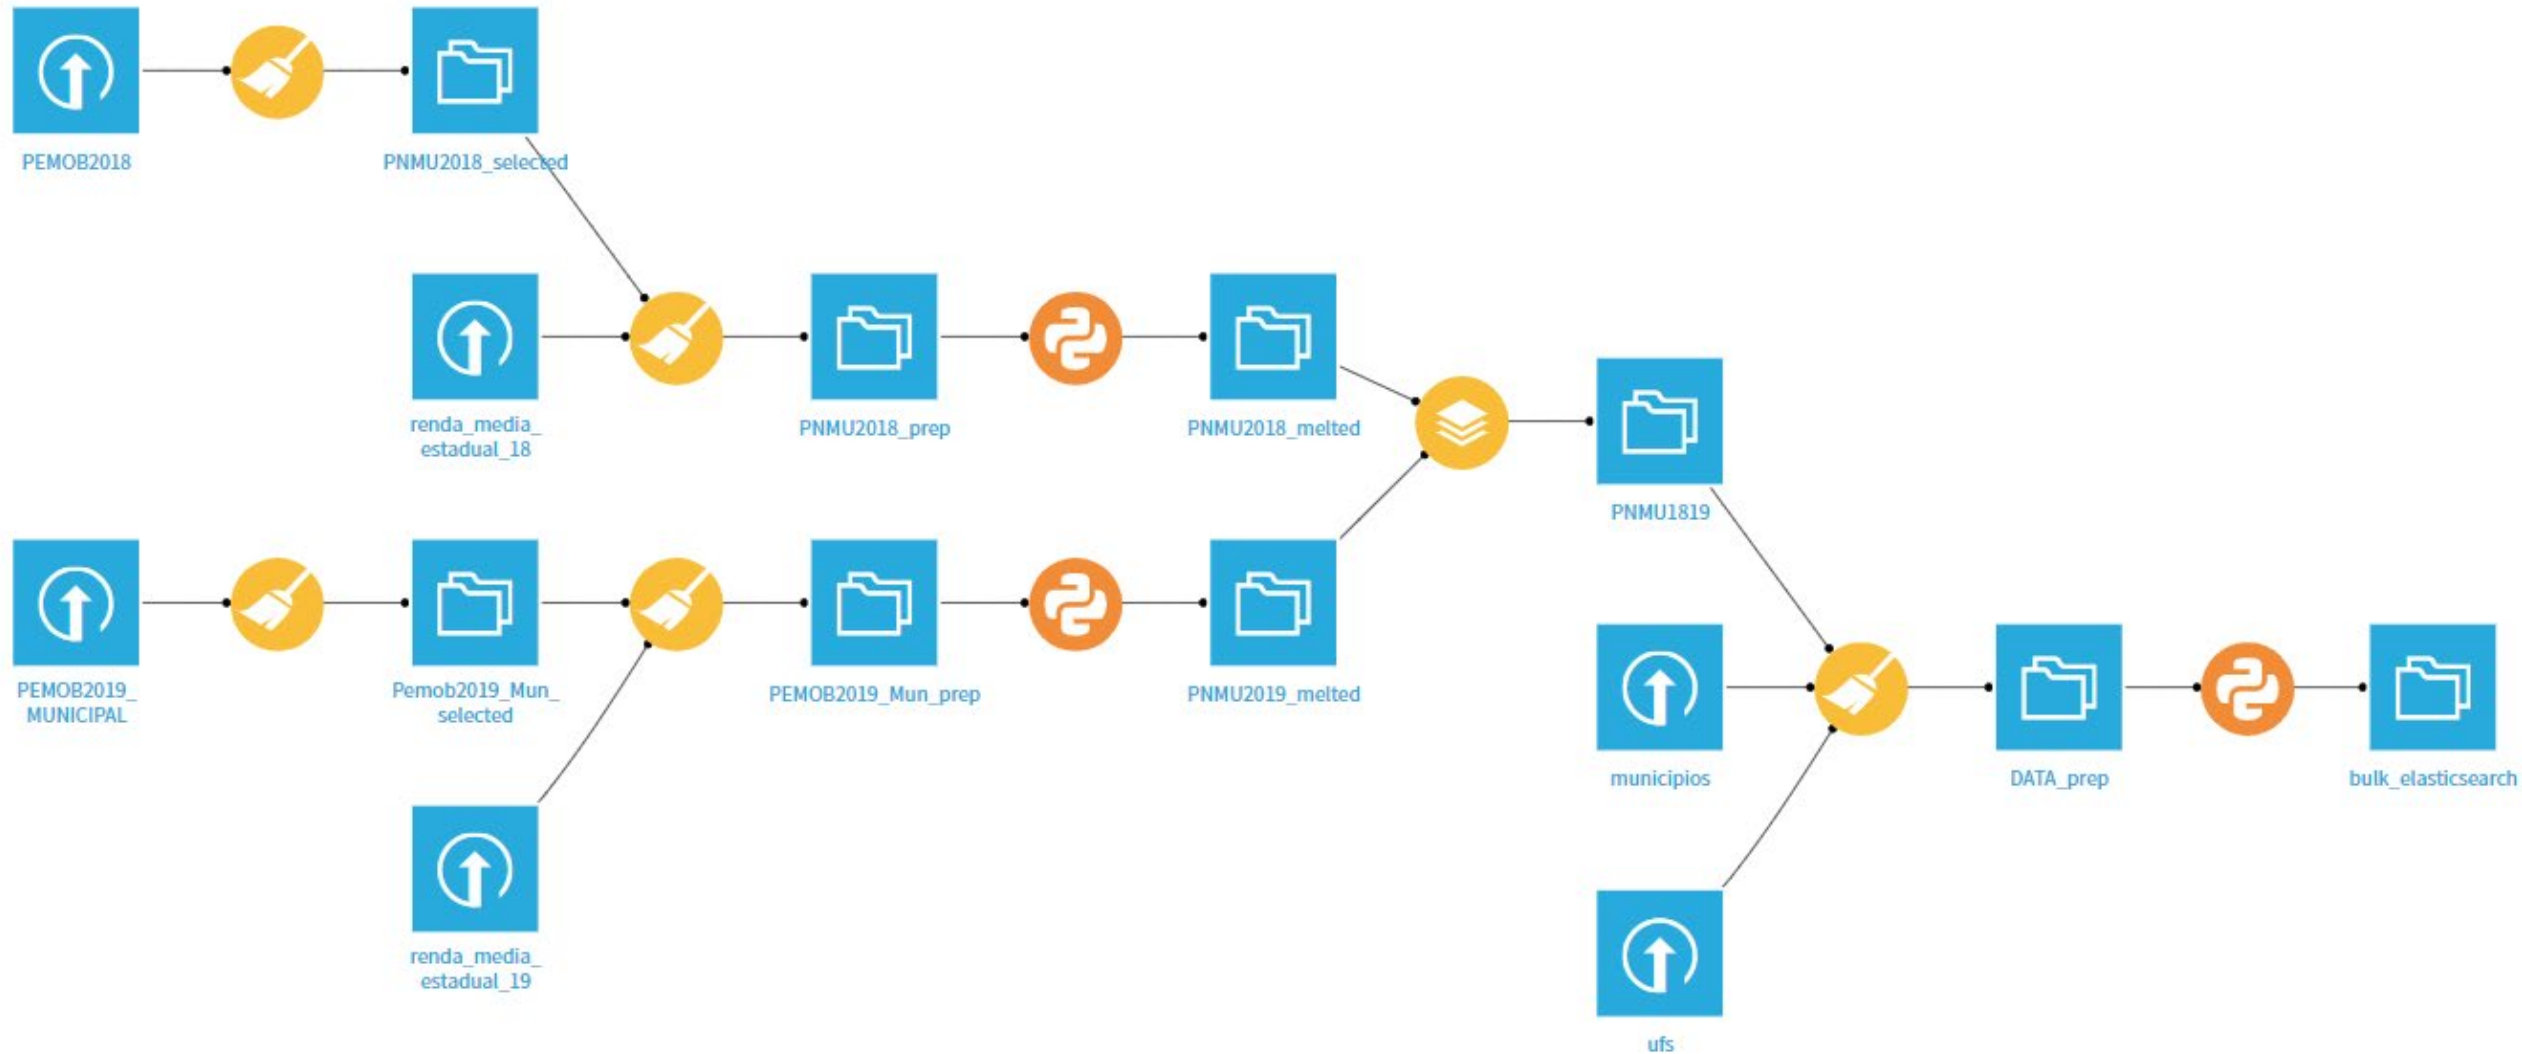 PEMOB2018
PNMU2018_selected
renda_media_
estadual_18
PNMU2018_prep
PNMU2018_melted
PNMU1819
PEMOB2019_
MUNICIPAL
Pemob2019_Mun_
selected
PEMOB2019_Mun_prep
PNMU2019_melted
municipios
DATA_prep
bulk_elasticsearch
renda_media_
estadual_19
ufs